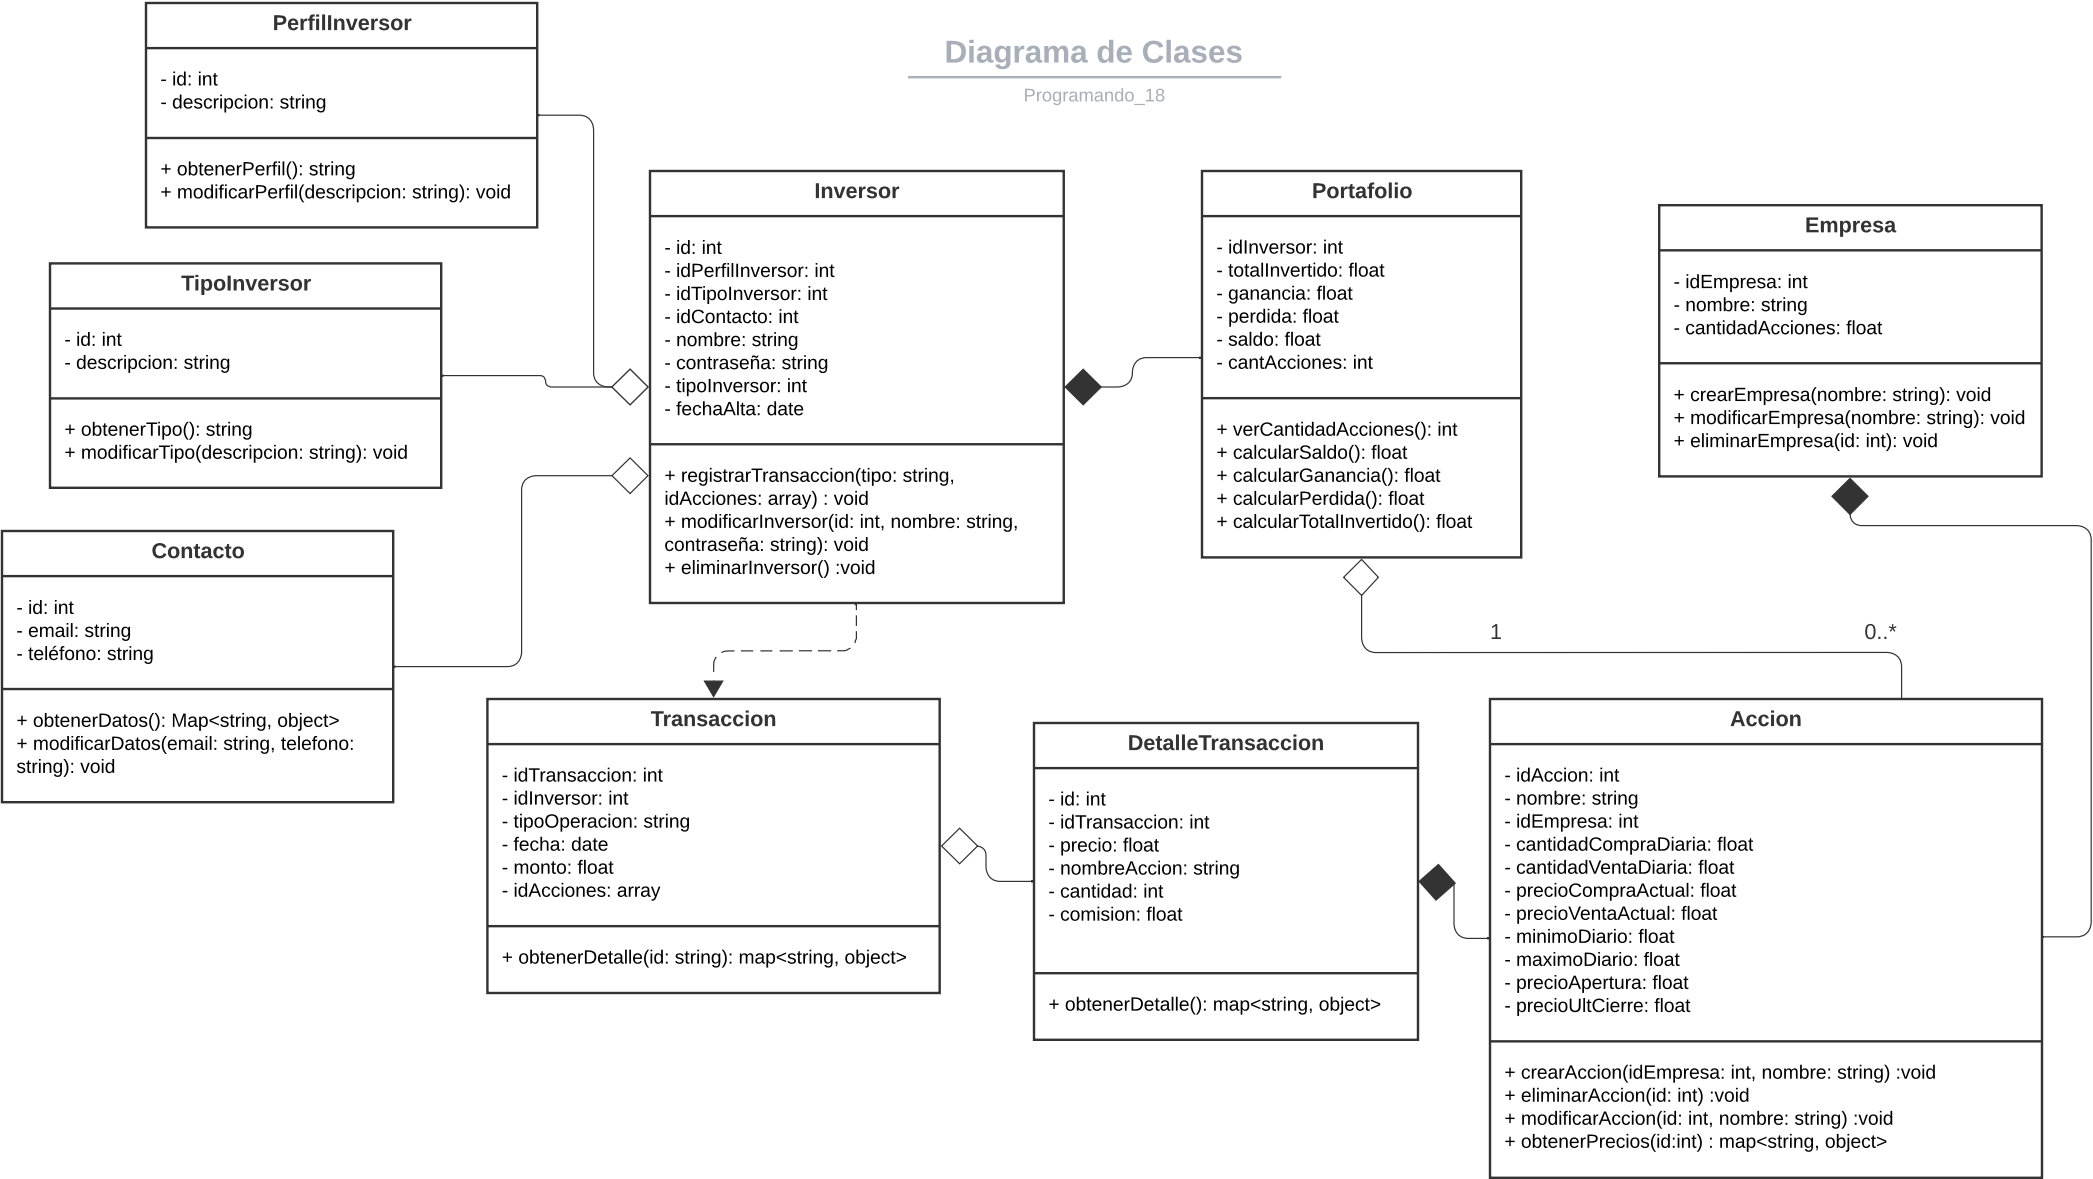 Diagrama de Clases
Programando_18
PerfilInversor
- id: int
- descripcion: string
+ obtenerPerfil(): string
+ modificarPerfil(descripcion: string): void
TipoInversor
- id: int
- descripcion: string
+ obtenerTipo(): string
+ modificarTipo(descripcion: string): void
Contacto
- id: int
- email: string
- teléfono: string
+ obtenerDatos(): Map<string, object>
+ modificarDatos(email: string, telefono:
string): void
Inversor
- id: int
- idPerfilInversor: int
- idTipoInversor: int
- idContacto: int
- nombre: string
- contraseña: string
- tipoInversor: int
- fechaAlta: date
+ registrarTransaccion(tipo: string,
idAcciones: array) : void
+ modificarInversor(id: int, nombre: string,
contraseña: string): void
+ eliminarInversor() :void
Portafolio
- idInversor: int
- totalInvertido: float
- ganancia: float
- perdida: float
- saldo: float
- cantAcciones: int
+ verCantidadAcciones(): int
+ calcularSaldo(): float
+ calcularGanancia(): float
+ calcularPerdida(): float
+ calcularTotalInvertido(): float
Empresa
- idEmpresa: int
- nombre: string
- cantidadAcciones: float
+ crearEmpresa(nombre: string): void
+ modificarEmpresa(nombre: string): void
+ eliminarEmpresa(id: int): void
1
0..*
Transaccion
- idTransaccion: int
- idInversor: int
- tipoOperacion: string
- fecha: date
- monto: float
- idAcciones: array
+ obtenerDetalle(id: string): map<string, object>
DetalleTransaccion
- id: int
- idTransaccion: int
- precio: float
- nombreAccion: string
- cantidad: int
- comision: float
+ obtenerDetalle(): map<string, object>
Accion
- idAccion: int
- nombre: string
- idEmpresa: int
- cantidadCompraDiaria: float
- cantidadVentaDiaria: float
- precioCompraActual: float
- precioVentaActual: float
- minimoDiario: float
- maximoDiario: float
- precioApertura: float
- precioUltCierre: float
+ crearAccion(idEmpresa: int, nombre: string) :void
+ eliminarAccion(id: int) :void
+ modificarAccion(id: int, nombre: string) :void
+ obtenerPrecios(id:int) : map<string, object>